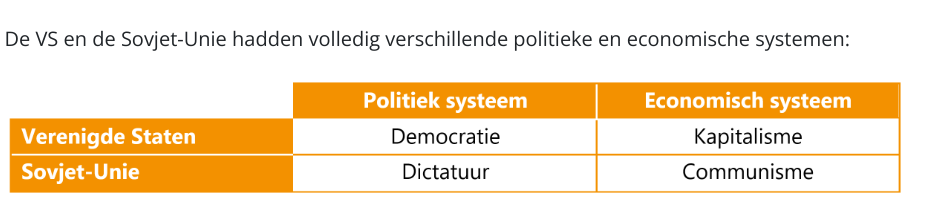 De VS en de Sovjet-Unie hadden volledig verschillende politieke en economische systemen:
Politiek systeem Economisch systeem
Verenigde Staten Democratie Kapitalisme
Sovjet-Unie Dictatuur Communisme